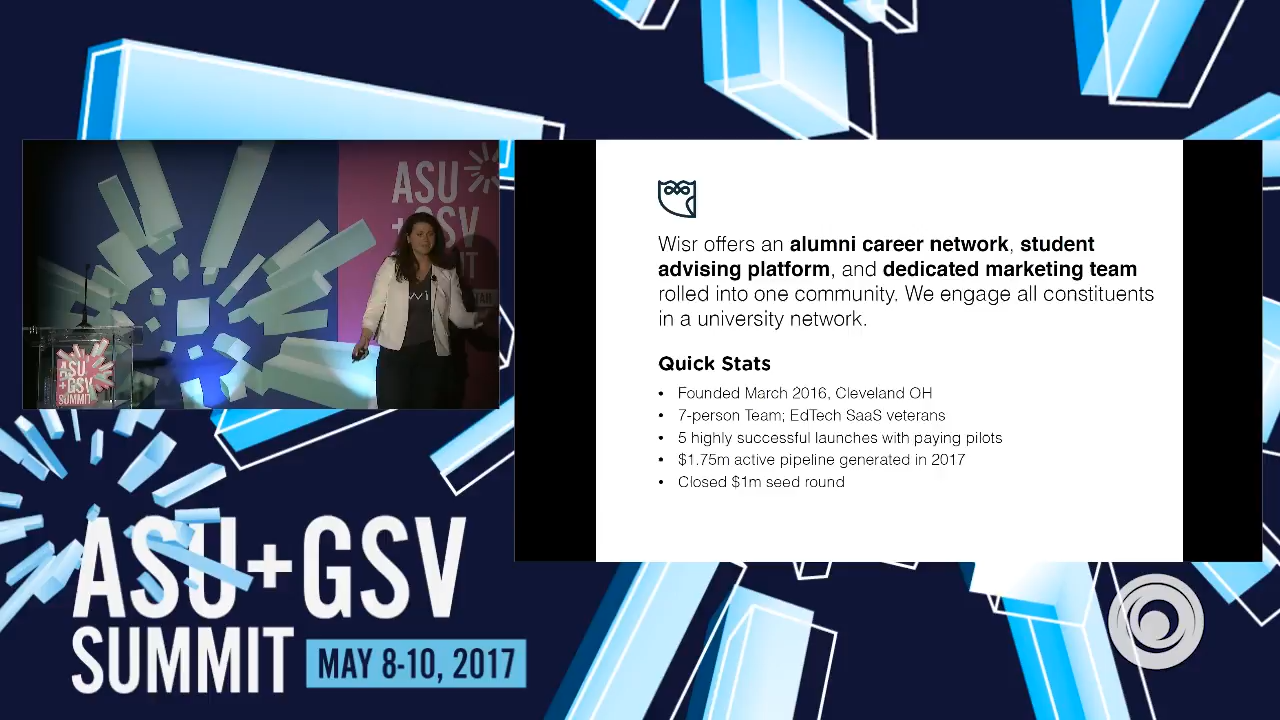 ASU
+GSV
ASU
+GSV
SUMMIT
Wisr offers an alumni career network, student
advising platform, and dedicated marketing team
rolled into one community. We engage all constituents
in a university network.
Quick Stats
• Founded March 2016, Cleveland OH
• 7-person Team; EdTech SaaS veterans
• 5 highly successful launches with paying pilots
• $1.75m active pipeline generated in 2017
• Closed $1m seed round
ASU+GSV
SUMMIT
MAY 8-10, 2017